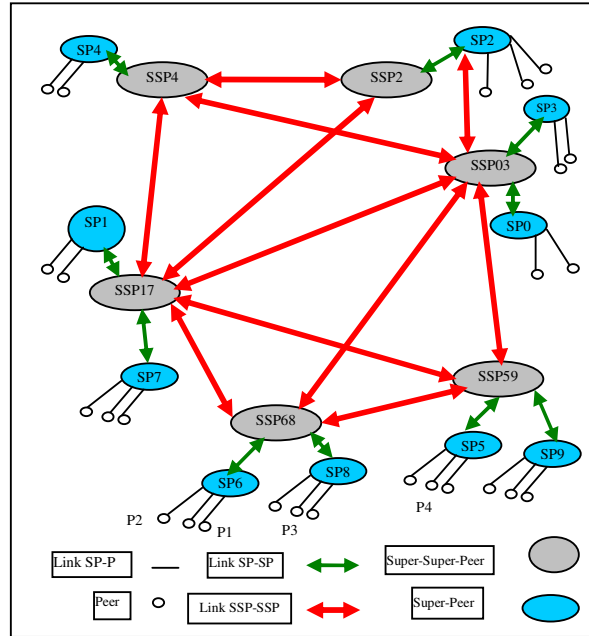 SP4
SSP4
SSP2
SP2
SP3
SSP03
SP0
SP1
SSP17
SP7
SSP59
SSP68
SP5
SP9
SP6
SP8
P2
P1
P3
P4
Link SP-P
Link SP-SP
Super-Super-Peer
Peer
Link SSP-SSP
Super-Peer